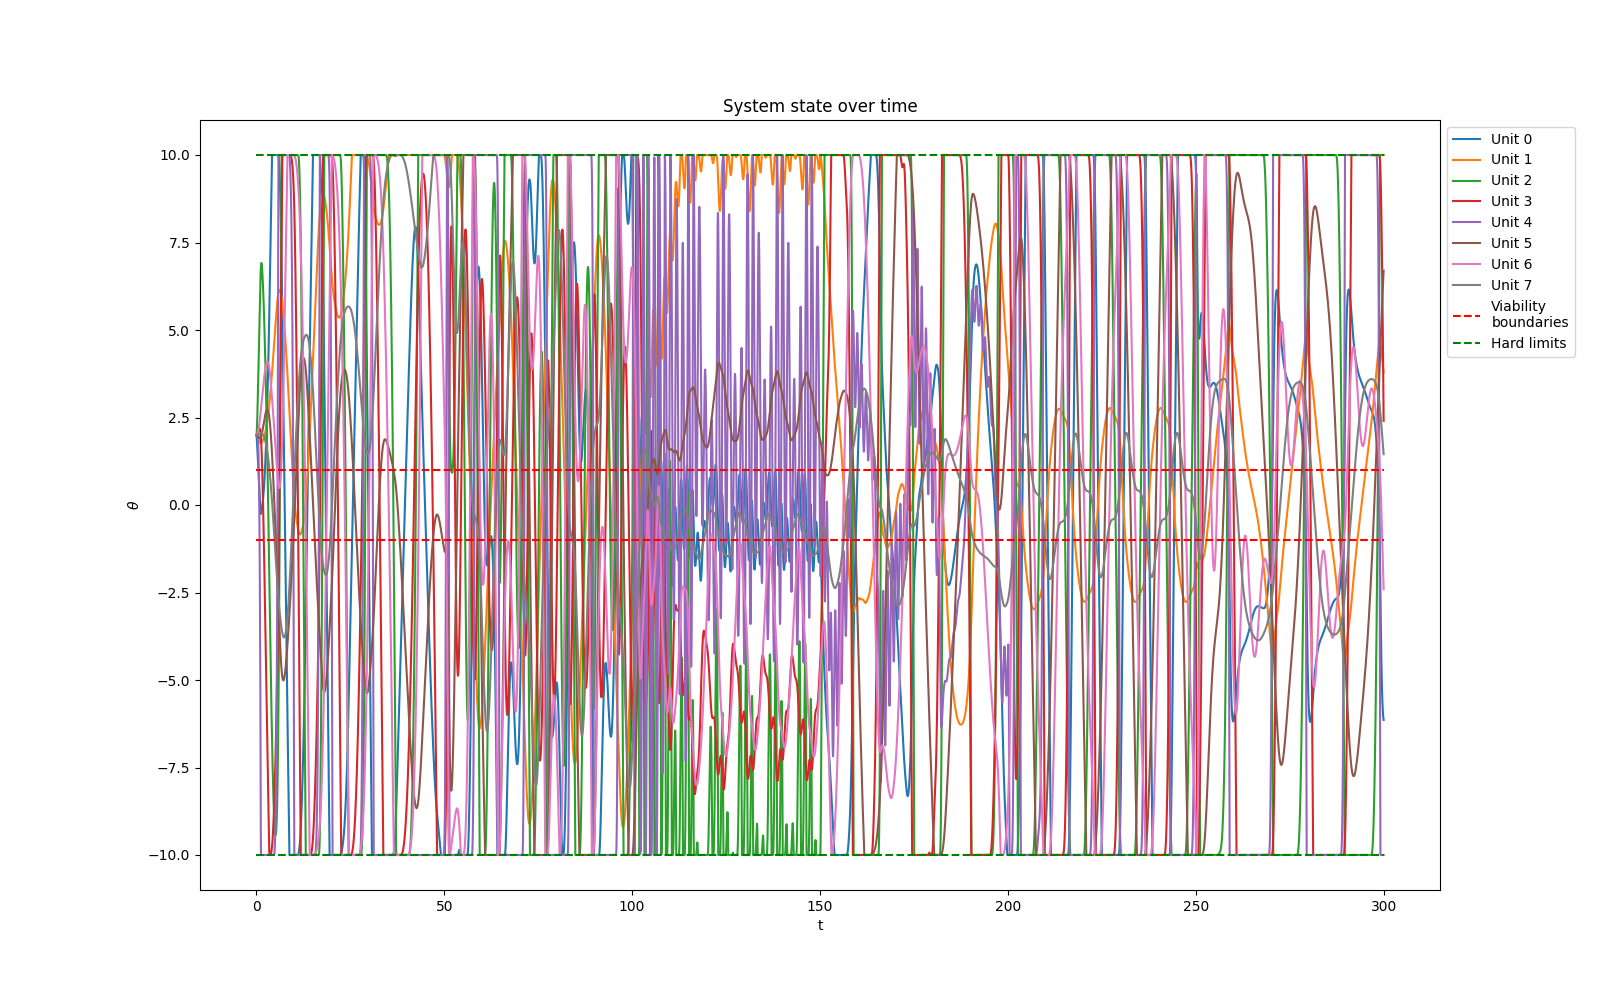 System state over time
10.0
7.5
5.0
2.5
0.0
−2.5
−5.0
−7.5
−10.0
θ
0
50
100
150
200
250
300
t
Unit 0
Unit 1
Unit 2
Unit 3
Unit 4
Unit 5
Unit 6
Unit 7
Viability
boundaries
Hard limits